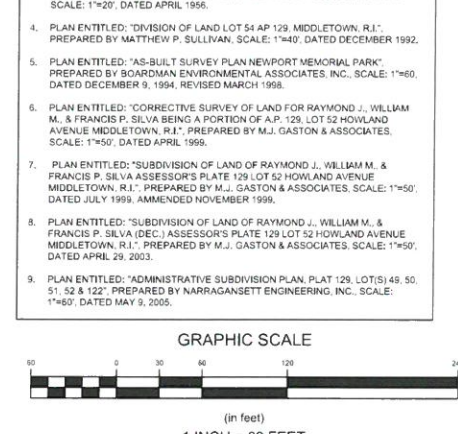 SCALE: 1"=20', DATED APRIL 1956.
4. PLAN ENTITLED: "DIVISION OF LAND LOT 54 AP 129, MIDDLETOWN, R.I.".
PREPARED BY MATTHEW P. SULLIVAN, SCALE: 1"=40', DATED DECEMBER 1992.
5. PLAN ENTITLED: "AS-BUILT SURVEY PLAN NEWPORT MEMORIAL PARK".
PREPARED BY BOARDMAN ENVIRONMENTAL ASSOCIATES, INC., SCALE: 1"=60,
DATED DECEMBER 9, 1994, REVISED MARCH 1998.
6. PLAN ENTITLED: "CORRECTIVE SURVEY OF LAND FOR RAYMOND J., WILLIAM
M., & FRANCIS P. SILVA BEING A PORTION OF A.P. 129, LOT 52 HOWLAND
AVENUE MIDDLETOWN, R.I.", PREPARED BY M.J. GASTON & ASSOCIATES,
SCALE: 1"=50', DATED APRIL 1999.
7. PLAN ENTITLED: "SUBDIVISION OF LAND OF RAYMOND J., WILLIAM M., &
FRANCIS P. SILVA ASSESSOR'S PLATE 129 LOT 52 HOWLAND AVENUE
MIDDLETOWN, R.I.", PREPARED BY M.J. GASTON & ASSOCIATES, SCALE: 1"=50',
DATED JULY 1999, AMMENDED NOVEMBER 1999.
8. PLAN ENTITLED: "SUBDIVISION OF LAND OF RAYMOND J., WILLIAM M., &
FRANCIS P. SILVA (DEC.) ASSESSOR'S PLATE 129 LOT 52 HOWLAND AVENUE
MIDDLETOWN, R.I.", PREPARED BY M.J. GASTON & ASSOCIATES, SCALE: 1"=50',
DATED APRIL 29, 2003.
9. PLAN ENTITLED: "ADMINISTRATIVE SUBDIVISION PLAN, PLAT 129, LOT(S) 49, 50,
51, 52 & 122", PREPARED BY NARRAGANSETT ENGINEERING, INC., SCALE:
1"=60', DATED MAY 9, 2005.
GRAPHIC SCALE
60 0 30 60 120
(in feet)